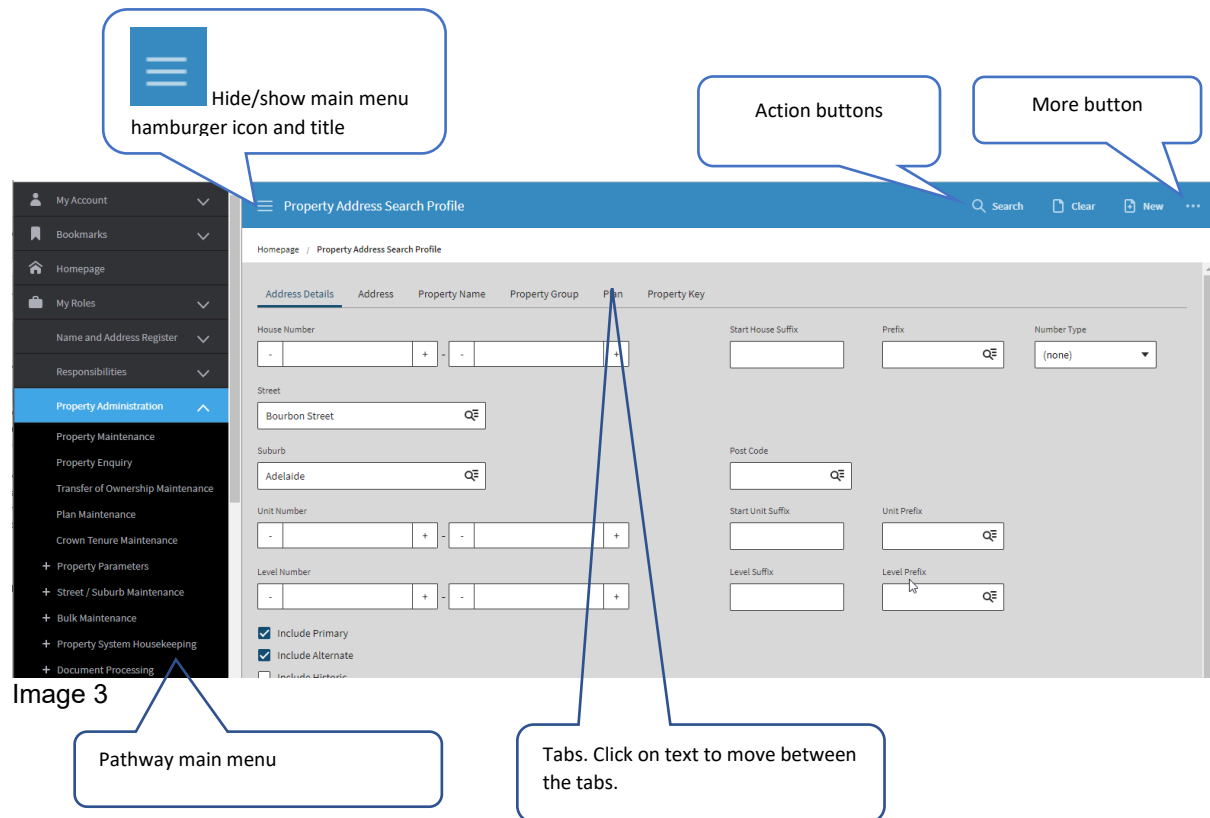 Hide/show main menu
hamburger icon and title
Action buttons
More button
My Account
Bookmarks
Homepage
My Roles
Name and Address Register
Responsibilities
Property Administration
Property Maintenance
Property Enquiry
Transfer of Ownership Maintenance
Plan Maintenance
Crown Tenure Maintenance
+ Property Parameters
+ Street / Suburb Maintenance
+ Bulk Maintenance
+ Property System Housekeeping
+ Document Processing
Property Address Search Profile
Search Clear New ...
Homepage / Property Address Search Profile
Address Details Address Property Name Property Group Plan Property Key
House Number Start House Suffix Prefix Number Type
- + - - + (none)
Street
Bourbon Street
Suburb Post Code
Adelaide
Unit Number Start Unit Suffix Unit Prefix
- + - - +
Level Number Level Suffix Level Prefix
- + - - +
Include Primary
Include Alternate
Include Historic
Image 3
Pathway main menu
Tabs. Click on text to move between
the tabs.